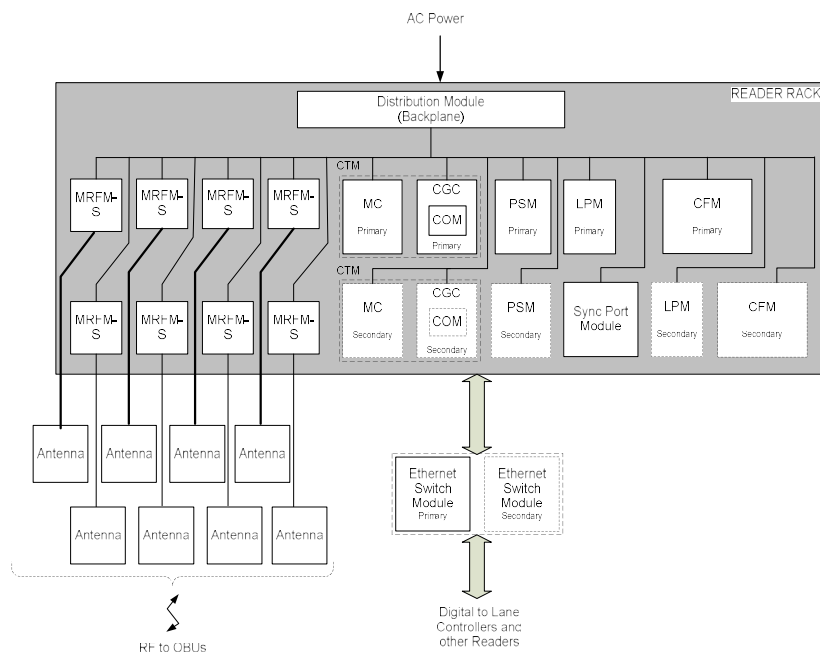 AC Power
READER RACK
Distribution Module
(Backplane)
CTM
MRFM-
S
MRFM-
S
MRFM-
S
MRFM-
S
MC
Primary
CGC
COM
Primary
PSM
Primary
LPM
Primary
CFM
Primary
CTM
MRFM-
S
MRFM-
S
MRFM-
S
MRFM-
S
MC
Secondary
CGC
COM
Secondary
PSM
Secondary
Sync Port
Module
LPM
Secondary
CFM
Secondary
Antenna
Antenna
Antenna
Antenna
Ethernet
Switch
Module
Primary
Ethernet
Switch
Module
Secondary
Antenna
Antenna
Antenna
Antenna
Digital to Lane
Controllers and
other Readers
RF to OBUs